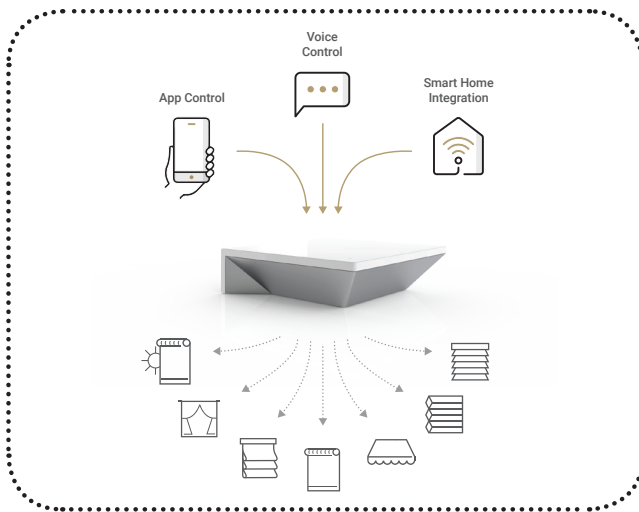 Voice
Control
App Control
Smart Home
Integration